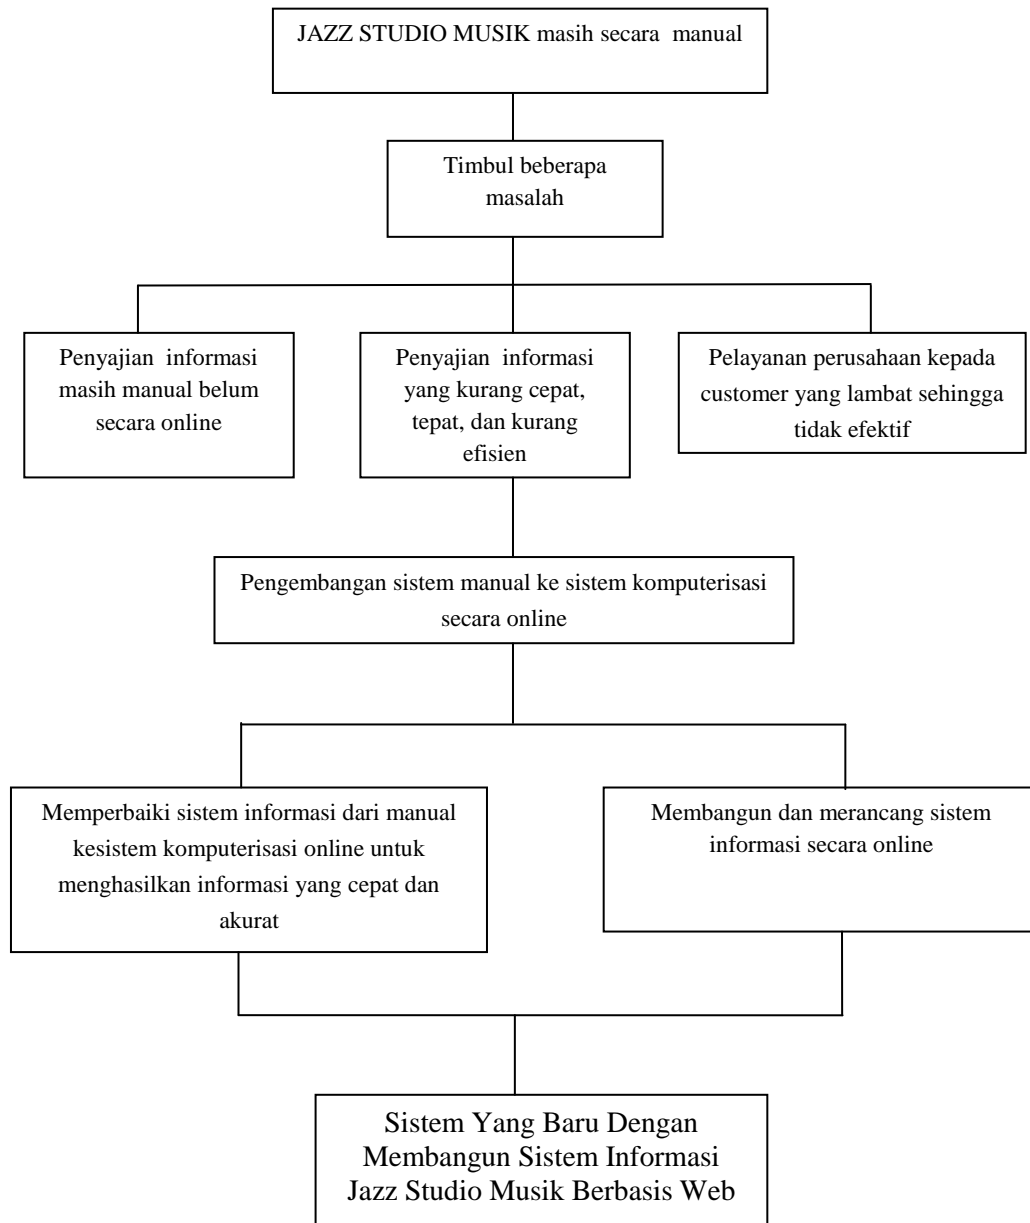 JAZZ STUDIO MUSIK masih secara manual
Timbul beberapa
masalah
Penyajian informasi
masih manual belum
secara online
Penyajian informasi
yang kurang cepat,
tepat, dan kurang
efisien
Pelayanan perusahaan kepada
customer yang lambat sehingga
tidak efektif
Pengembangan sistem manual ke sistem komputerisasi
secara online
Memperbaiki sistem informasi dari manual
kesistem komputerisasi online untuk
menghasilkan informasi yang cepat dan
akurat
Membangun dan merancang sistem
informasi secara online
Sistem Yang Baru Dengan
Membangun Sistem Informasi
Jazz Studio Musik Berbasis Web